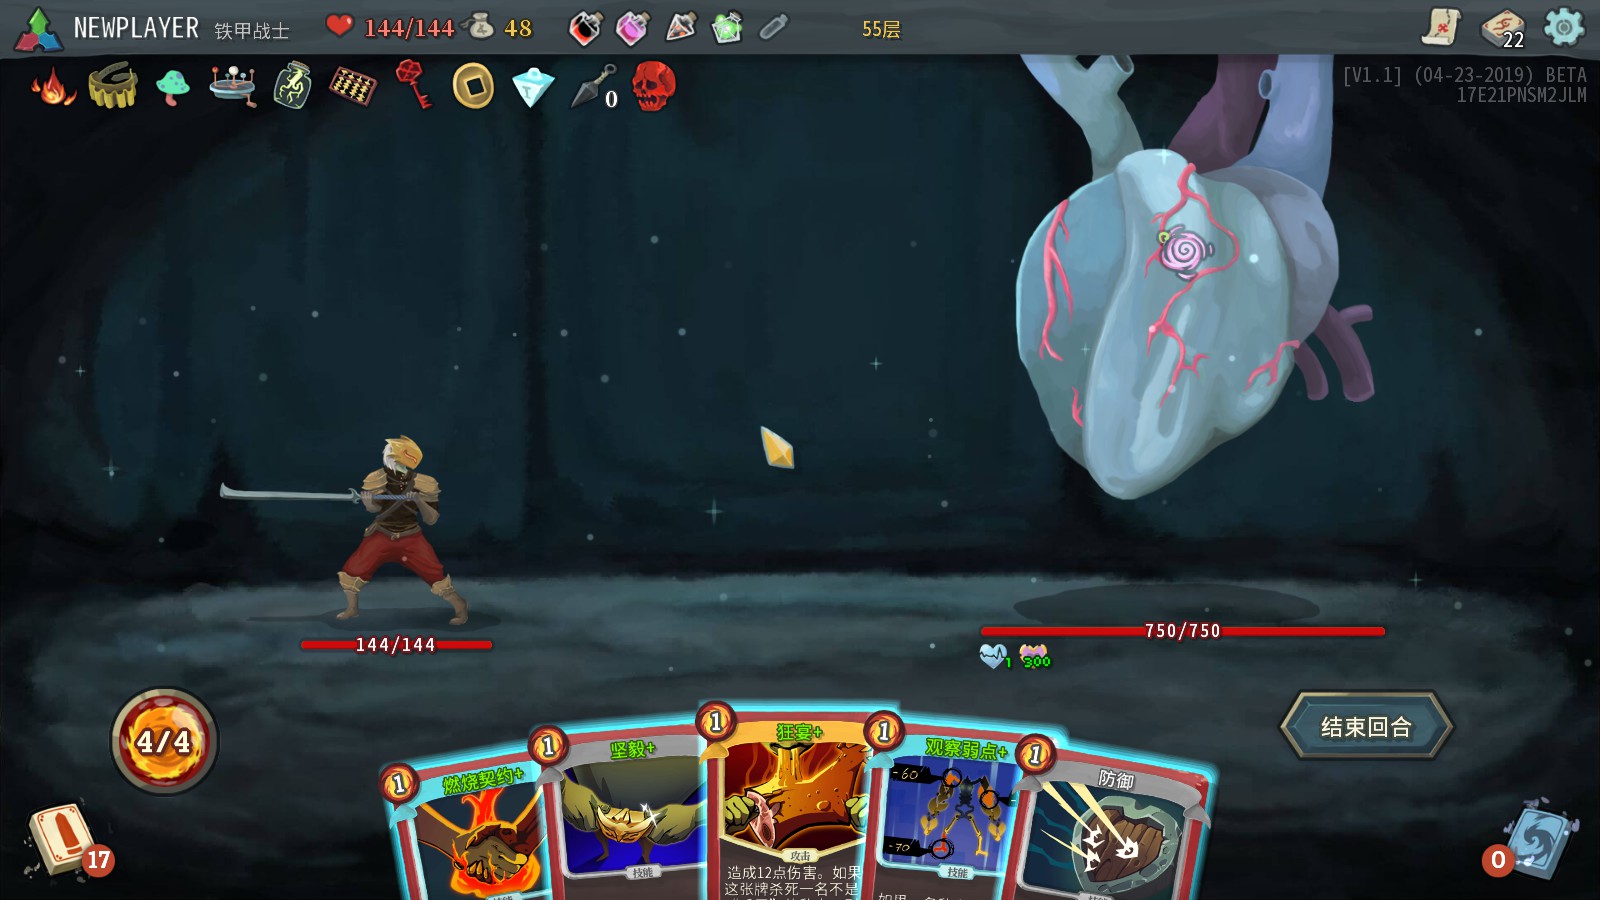 NEWPLAYER 铁甲战士 144/144 48 55层 22
[V1.1] (04-23-2019) BETA
17E21PNSM2JLM
0
144/144
750/750
1 300
4/4
结束回合
1 燃烧契约+
1 坚毅+
1 狂宴+
1 观察弱点+
1 防御
-60
-70
攻击
技能
技能
造成12点伤害。如果
这张牌杀死一名不是
17
0